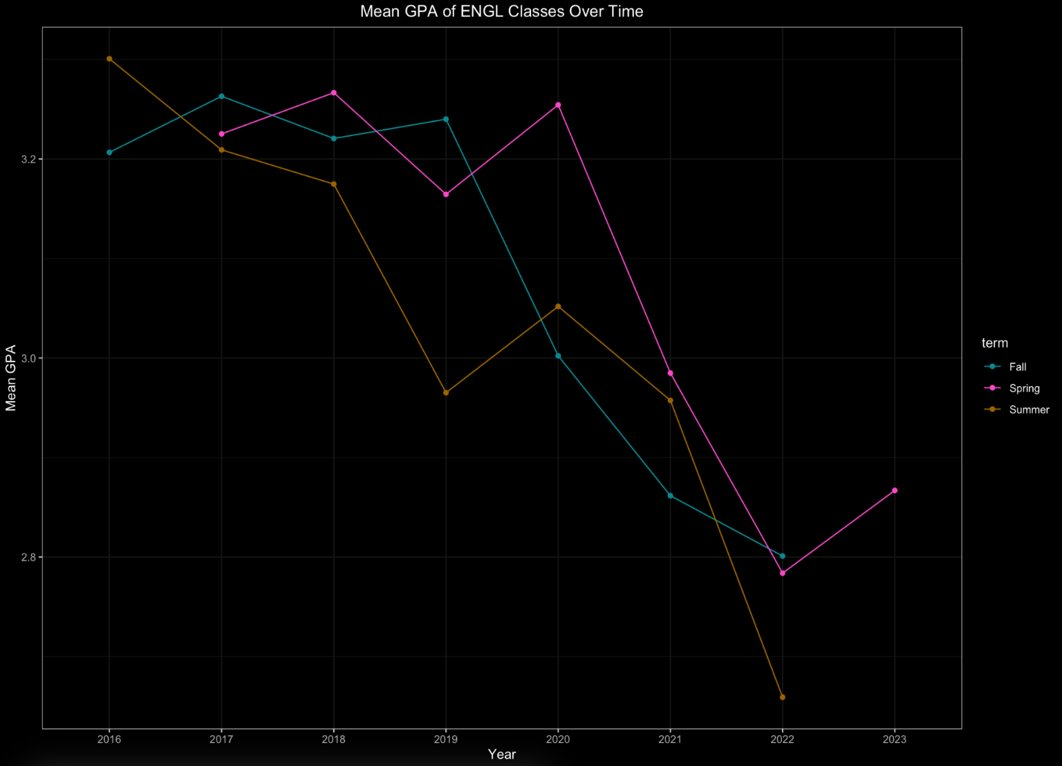 Mean GPA of ENGL Classes Over Time
3.2
3.0
2.8
Mean GPA
2016 2017 2018 2019 2020 2021 2022 2023
Year
term
Fall
Spring
Summer